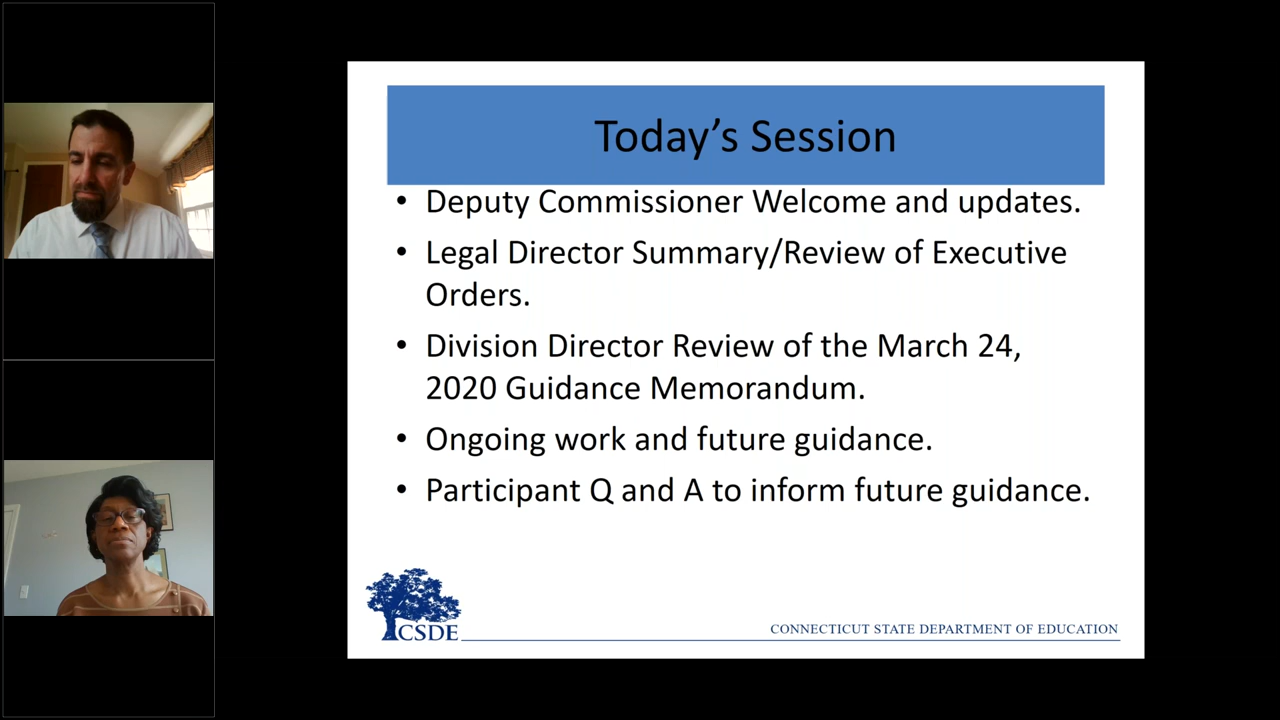 Today’s Session
• Deputy Commissioner Welcome and updates.
• Legal Director Summary/Review of Executive
Orders.
• Division Director Review of the March 24,
2020 Guidance Memorandum.
• Ongoing work and future guidance.
• Participant Q and A to inform future guidance.
CSDE
CONNECTICUT STATE DEPARTMENT OF EDUCATION